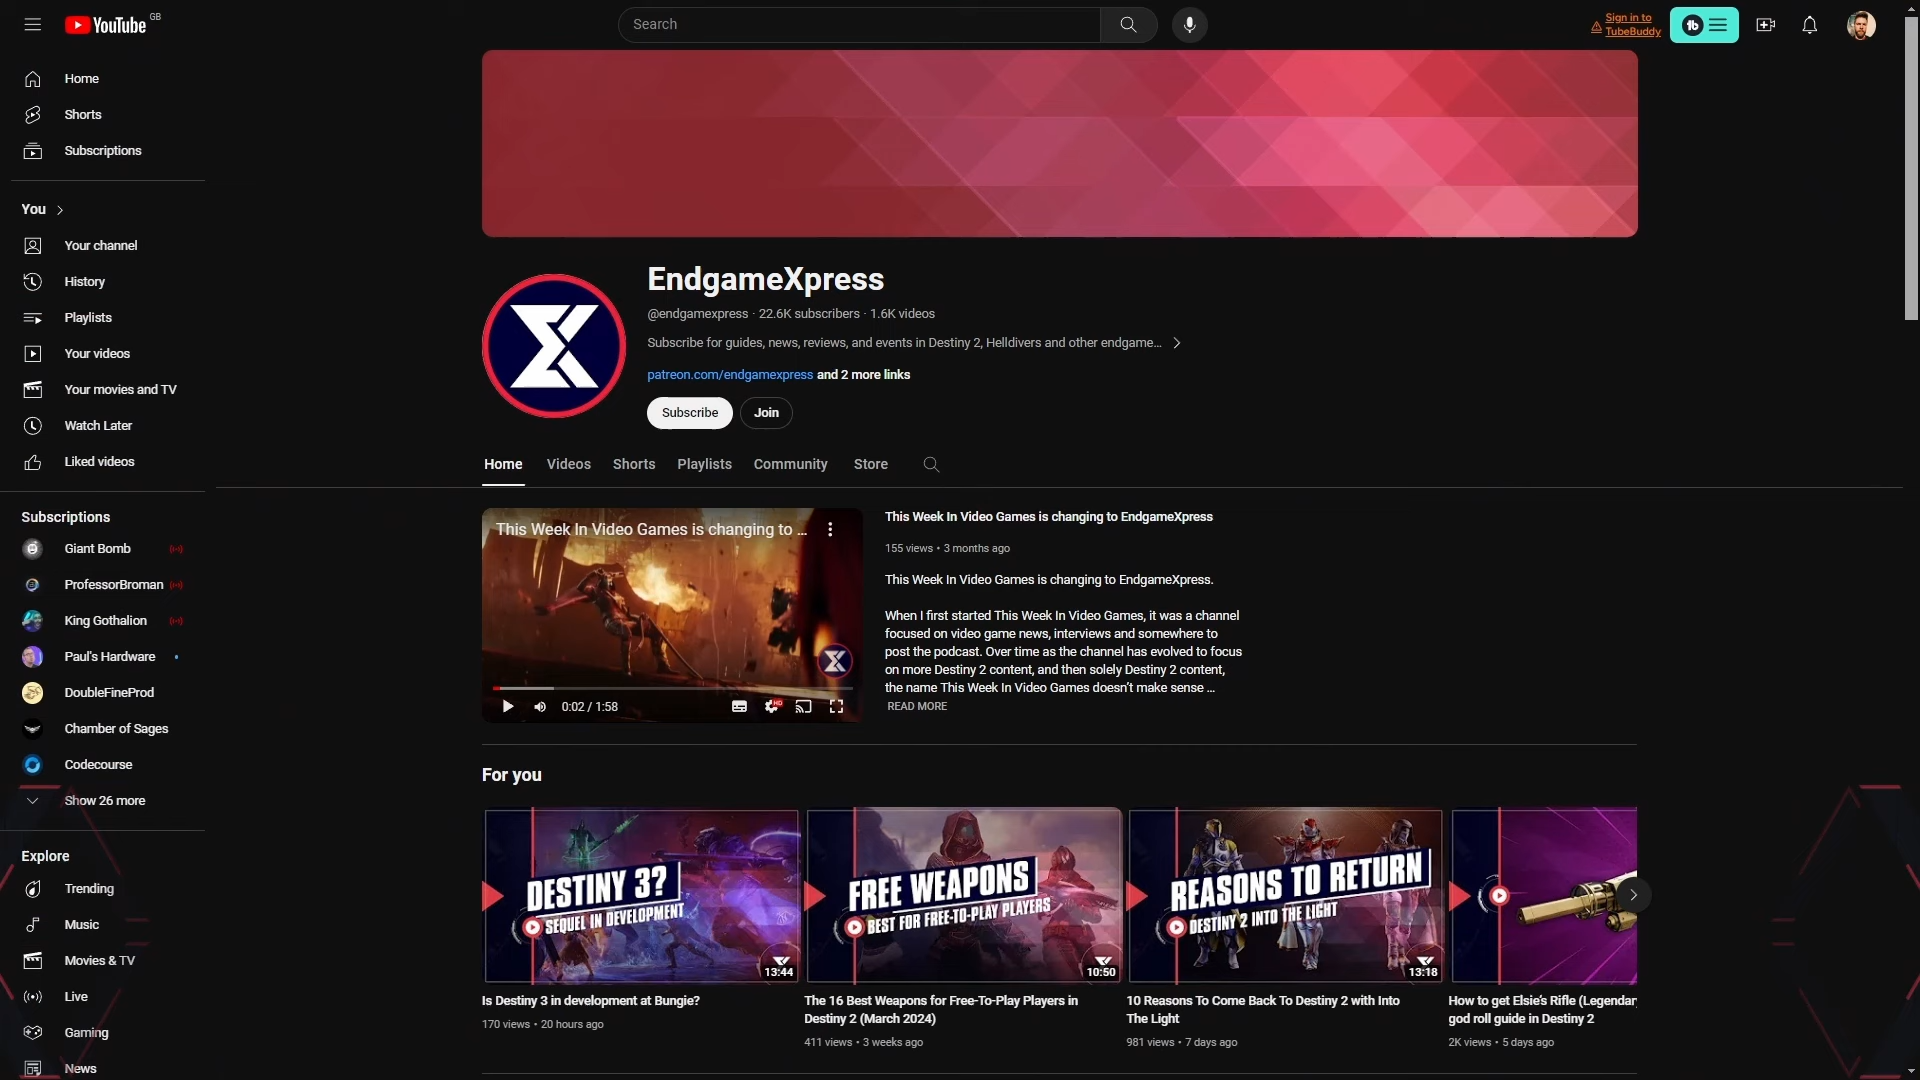 YouTube GB
Search
Sign in to
TubeBuddy
Home
Shorts
Subscriptions
You
Your channel
History
Playlists
Your videos
Your movies and TV
Watch Later
Liked videos
Subscriptions
Giant Bomb
ProfessorBroman
King Gothalion
Paul's Hardware
DoubleFineProd
Chamber of Sages
Codecourse
Show 26 more
Explore
Trending
Music
Movies & TV
Live
Gaming
News
EndgameXpress
@endgamexpress · 22.6K subscribers · 1.6K videos
Subscribe for guides, news, reviews, and events in Destiny 2, Helldivers and other endgame...
patreon.com/endgamexpress and 2 more links
Subscribe
Join
Home
Videos
Shorts
Playlists
Community
Store
This Week In Video Games is changing to ...
0:02 / 1:58
HD
This Week In Video Games is changing to EndgameXpress
155 views • 3 months ago
This Week In Video Games is changing to EndgameXpress.
When I first started This Week In Video Games, it was a channel
focused on video game news, interviews and somewhere to
post the podcast. Over time as the channel has evolved to focus
on more Destiny 2 content, and then solely Destiny 2 content,
the name This Week In Video Games doesn’t make sense ...
READ MORE
For you
DESTINY 3?
SEQUEL IN DEVELOPMENT
13:44
Is Destiny 3 in development at Bungie?
170 views • 20 hours ago
FREE WEAPONS
BEST FOR FREE-TO-PLAY PLAYERS
10:50
The 16 Best Weapons for Free-To-Play Players in
Destiny 2 (March 2024)
411 views • 3 weeks ago
REASONS TO RETURN
DESTINY 2 INTO THE LIGHT
13:18
10 Reasons To Come Back To Destiny 2 with Into
The Light
981 views • 7 days ago
How to get Elsie’s Rifle (Legendary
god roll guide in Destiny 2
2K views • 5 days ago